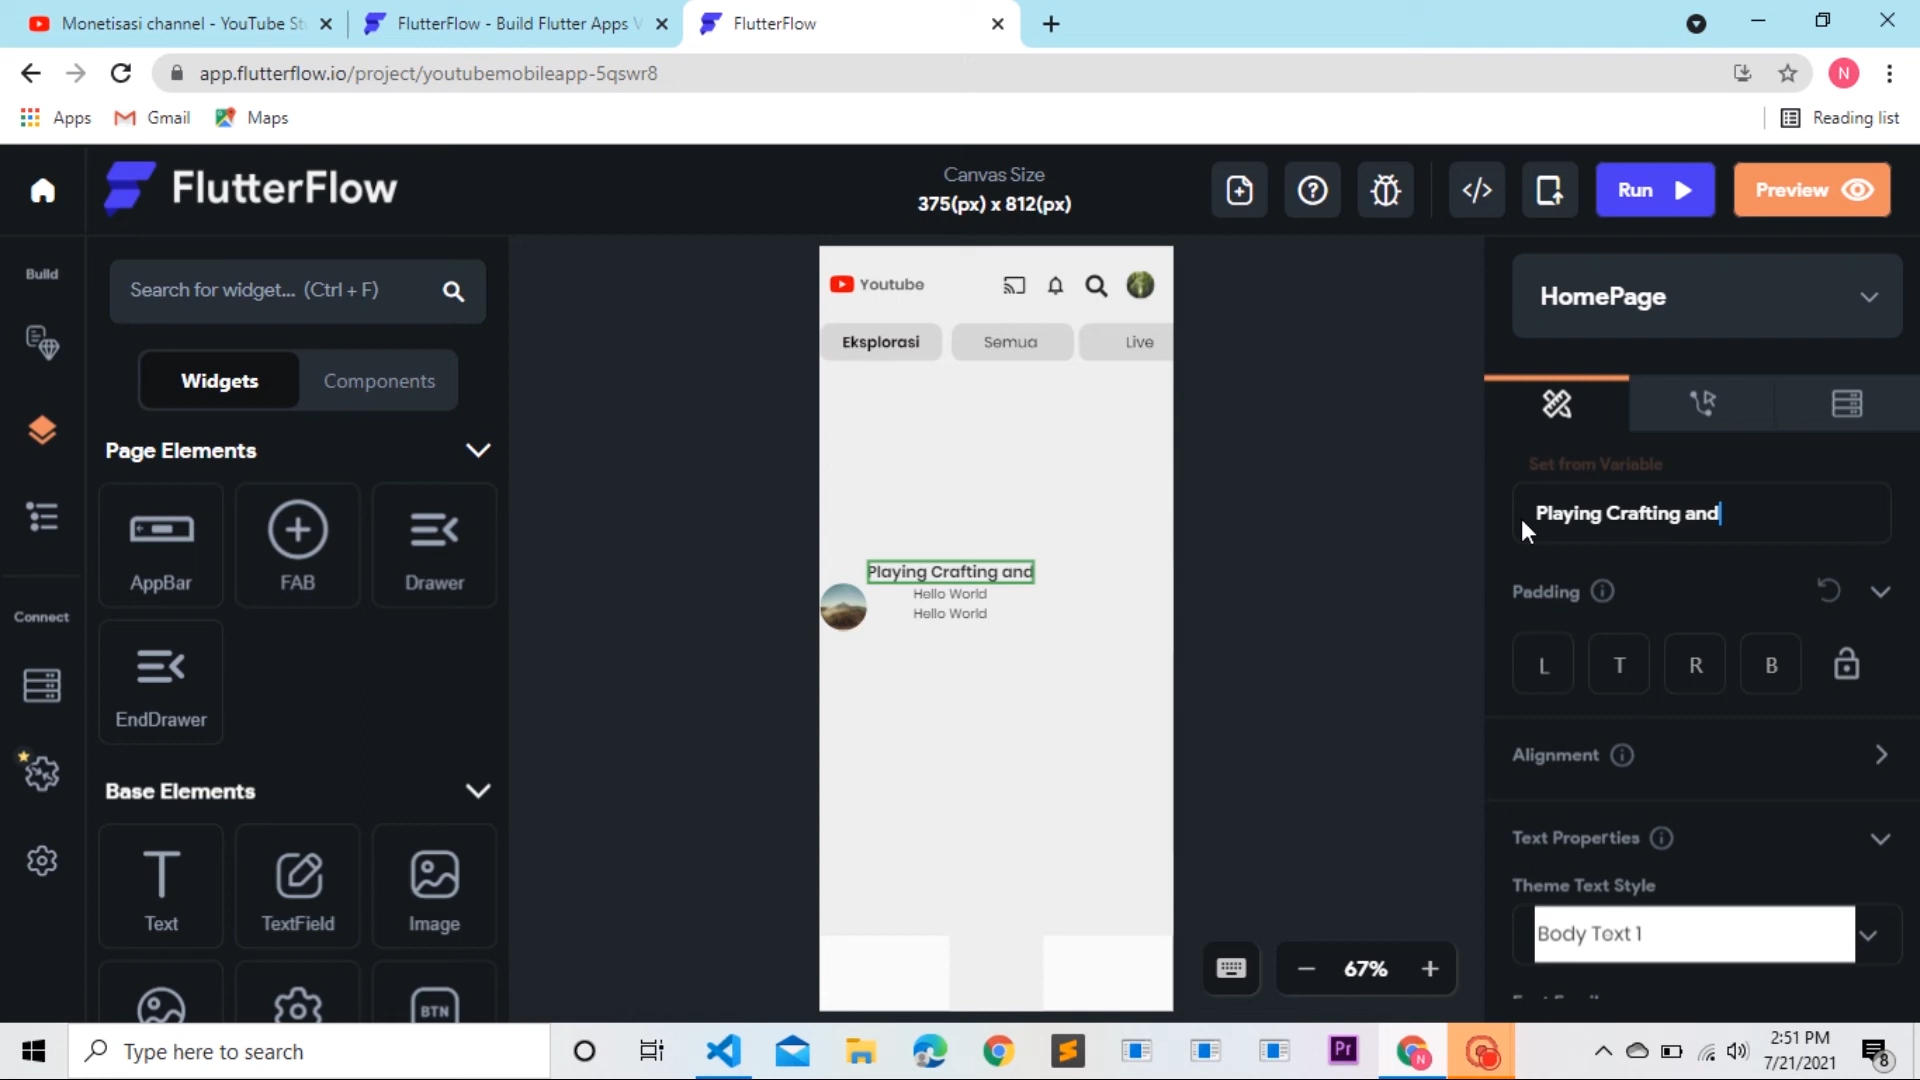 Monetisasi channel - YouTube St
FlutterFlow - Build Flutter Apps V
FlutterFlow
app.flutterflow.io/project/youtubemobileapp-5qswr8
N
Apps
Gmail
Maps
Reading list
FlutterFlow
Canvas Size
375(px) x 812(px)
Run
Preview
Build
Search for widget... (Ctrl + F)
Youtube
HomePage
Widgets
Components
Eksplorasi
Semua
Live
Page Elements
Set from Variable
Playing Crafting and
AppBar
FAB
Drawer
Playing Crafting and
Hello World
Hello World
Padding
Connect
L
T
R
B
EndDrawer
Alignment
Base Elements
Text Properties
Theme Text Style
Text
TextField
Image
Body Text 1
67%
BTN
Type here to search
Pr
N
2:51 PM
7/21/2021
8